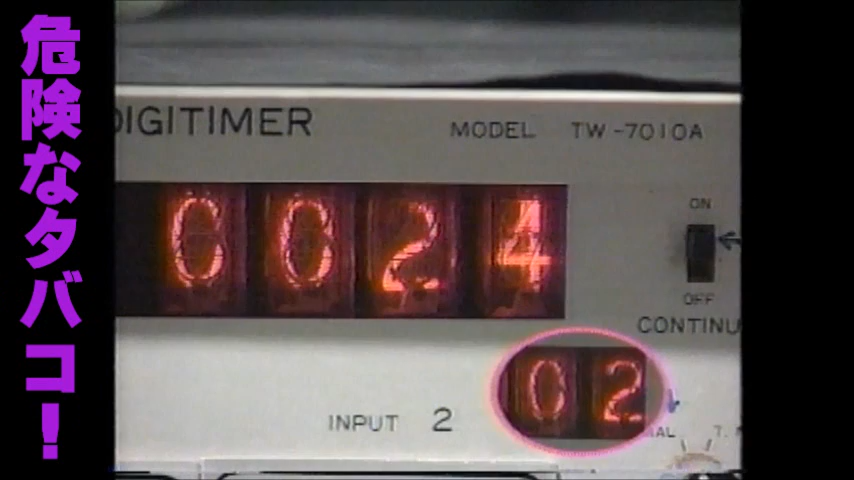 危険なタバコ！
DIGITIMER
MODEL TW-7010A
0024
ON
OFF
CONTINU
02
INPUT 2